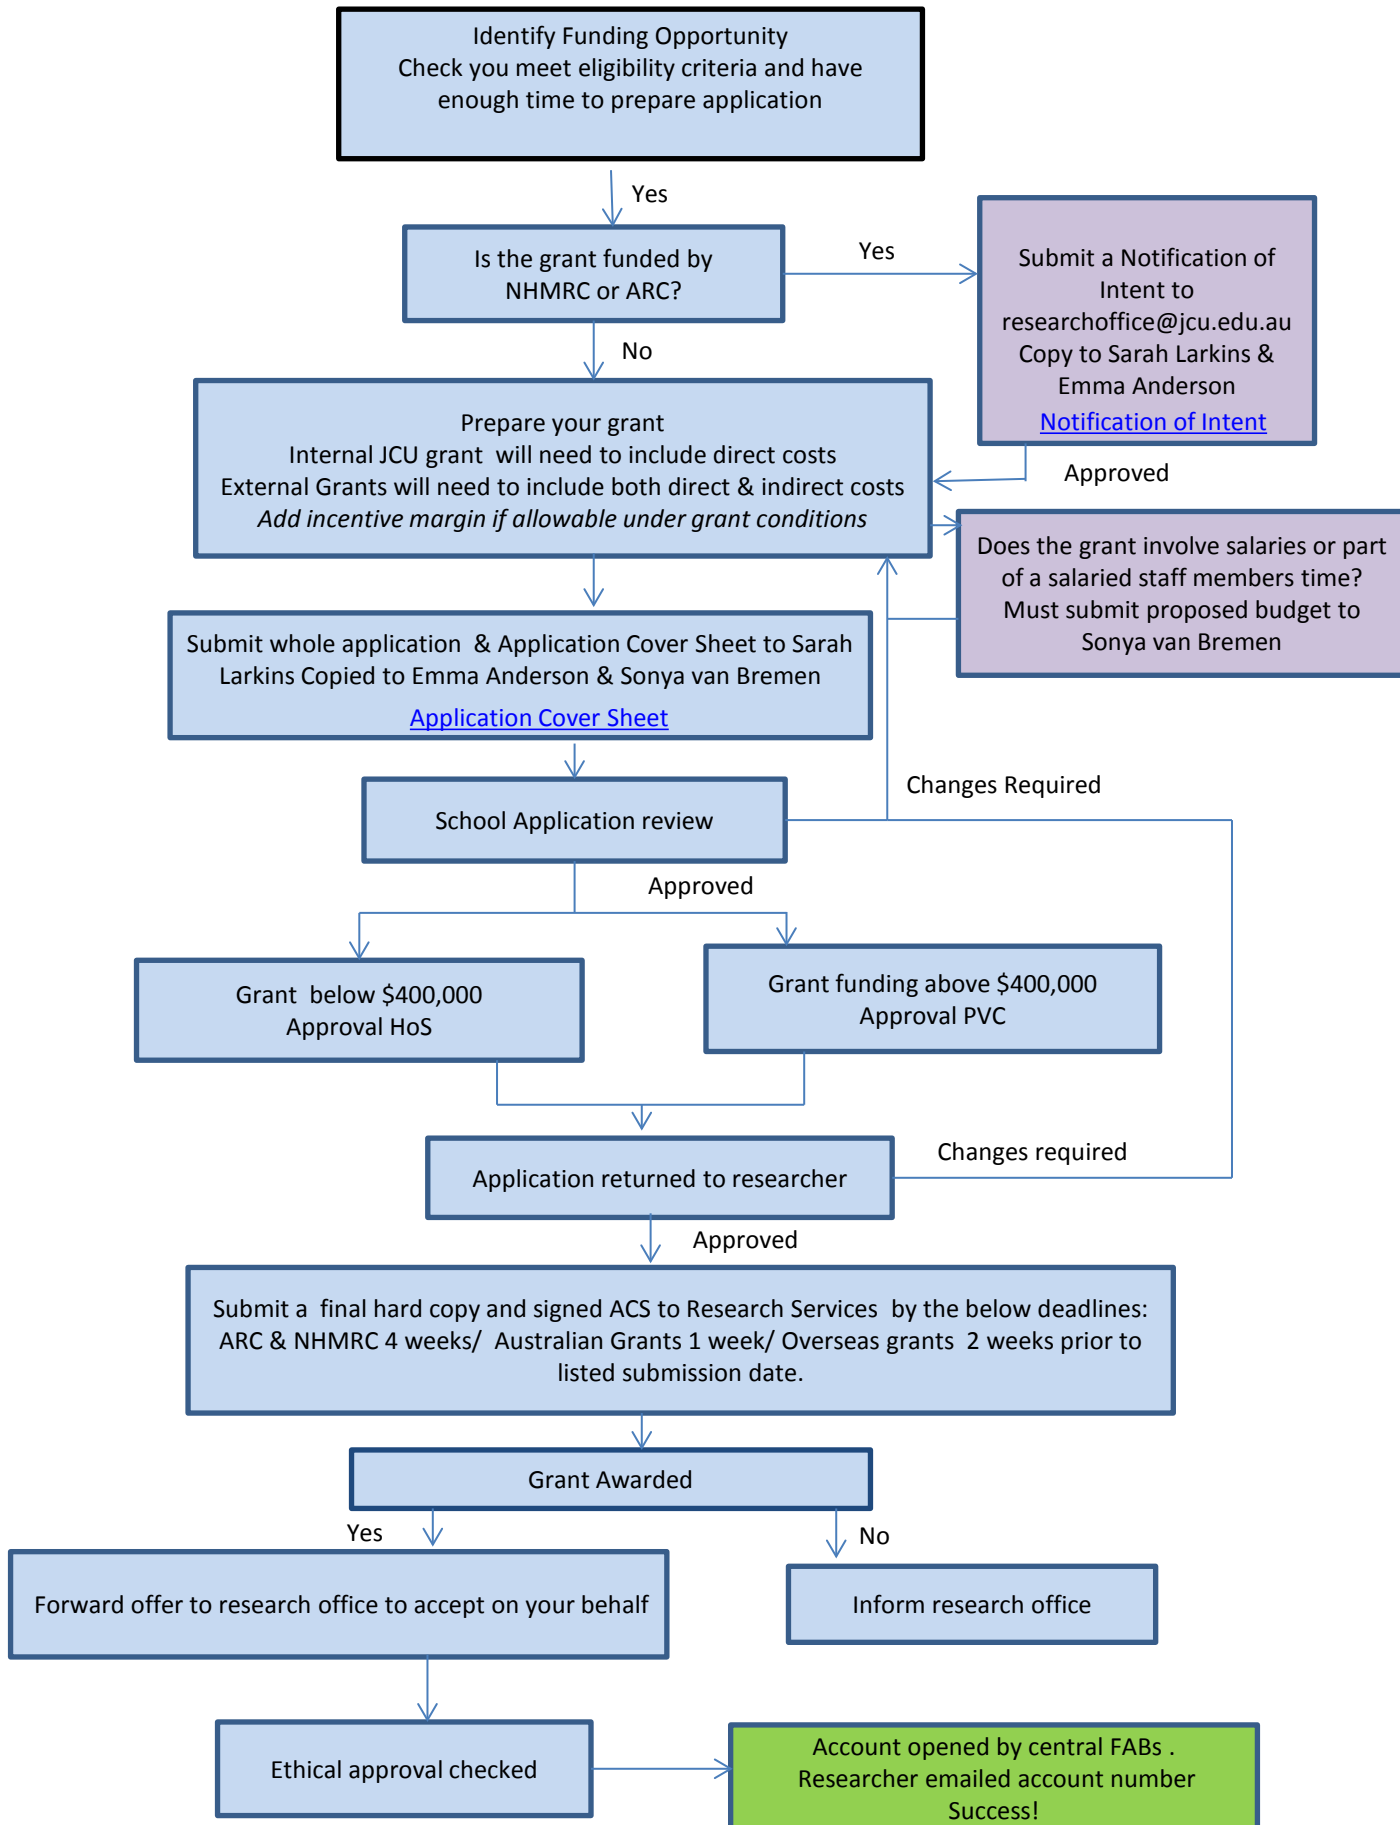 Identify Funding Opportunity
Check you meet eligibility criteria and have
enough time to prepare application
Yes
Is the grant funded by
NHMRC or ARC?
Yes
Submit a Notification of
Intent to
researchoffice@jcu.edu.au
Copy to Sarah Larkins &
Emma Anderson
Notification of Intent
No
Approved
Prepare your grant
Internal JCU grant will need to include direct costs
External Grants will need to include both direct & indirect costs
Add incentive margin if allowable under grant conditions
Does the grant involve salaries or part
of a salaried staff members time?
Must submit proposed budget to
Sonya van Bremen
Submit whole application & Application Cover Sheet to Sarah
Larkins Copied to Emma Anderson & Sonya van Bremen
Application Cover Sheet
Changes Required
School Application review
Approved
Grant below $400,000
Approval HoS
Grant funding above $400,000
Approval PVC
Application returned to researcher
Changes required
Approved
Submit a final hard copy and signed ACS to Research Services by the below deadlines:
ARC & NHMRC 4 weeks/ Australian Grants 1 week/ Overseas grants 2 weeks prior to
listed submission date.
Grant Awarded
Yes
No
Forward offer to research office to accept on your behalf
Inform research office
Ethical approval checked
Account opened by central FABs .
Researcher emailed account number
Success!